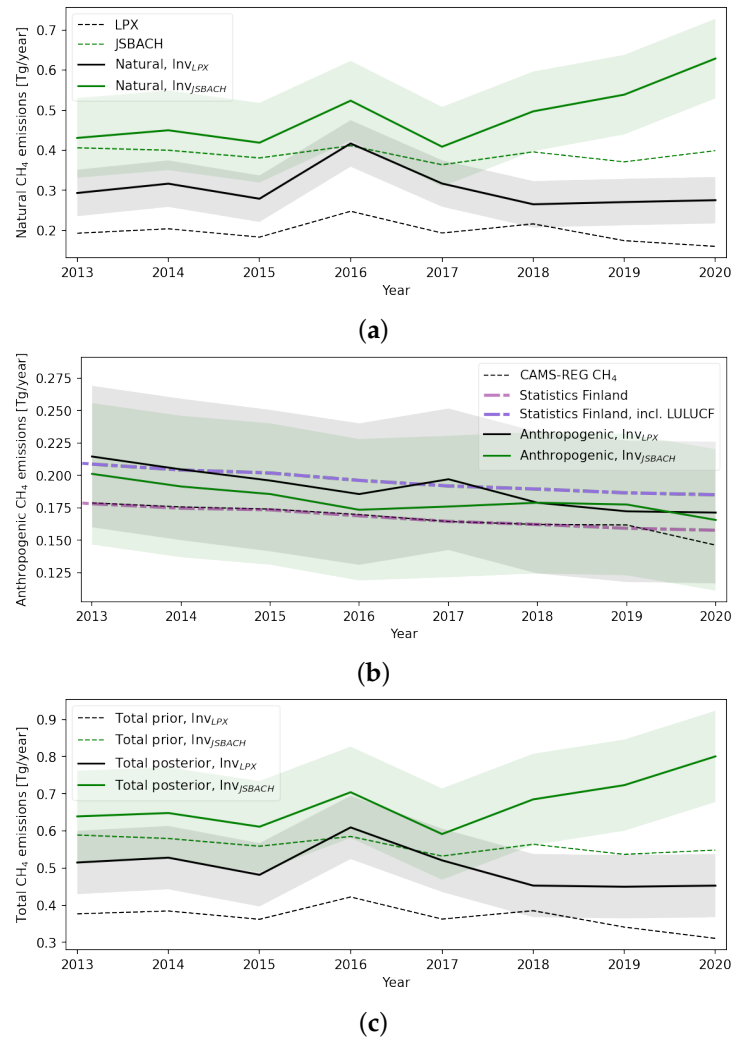 Natural CH₄ emissions [Tg/year]
0.7
0.6
0.5
0.4
0.3
0.2
LPX
JSBACH
Natural, Inv_LPX
Natural, Inv_JSBACH
2013 2014 2015 2016 2017 2018 2019 2020
Year
(a)
Anthropogenic CH₄ emissions [Tg/year]
0.275
0.250
0.225
0.200
0.175
0.150
0.125
CAMS-REG CH₄
Statistics Finland
Statistics Finland, incl. LULUCF
Anthropogenic, Inv_LPX
Anthropogenic, Inv_JSBACH
2013 2014 2015 2016 2017 2018 2019 2020
Year
(b)
Total CH₄ emissions [Tg/year]
0.9
0.8
0.7
0.6
0.5
0.4
0.3
Total prior, Inv_LPX
Total prior, Inv_JSBACH
Total posterior, Inv_LPX
Total posterior, Inv_JSBACH
2013 2014 2015 2016 2017 2018 2019 2020
Year
(c)